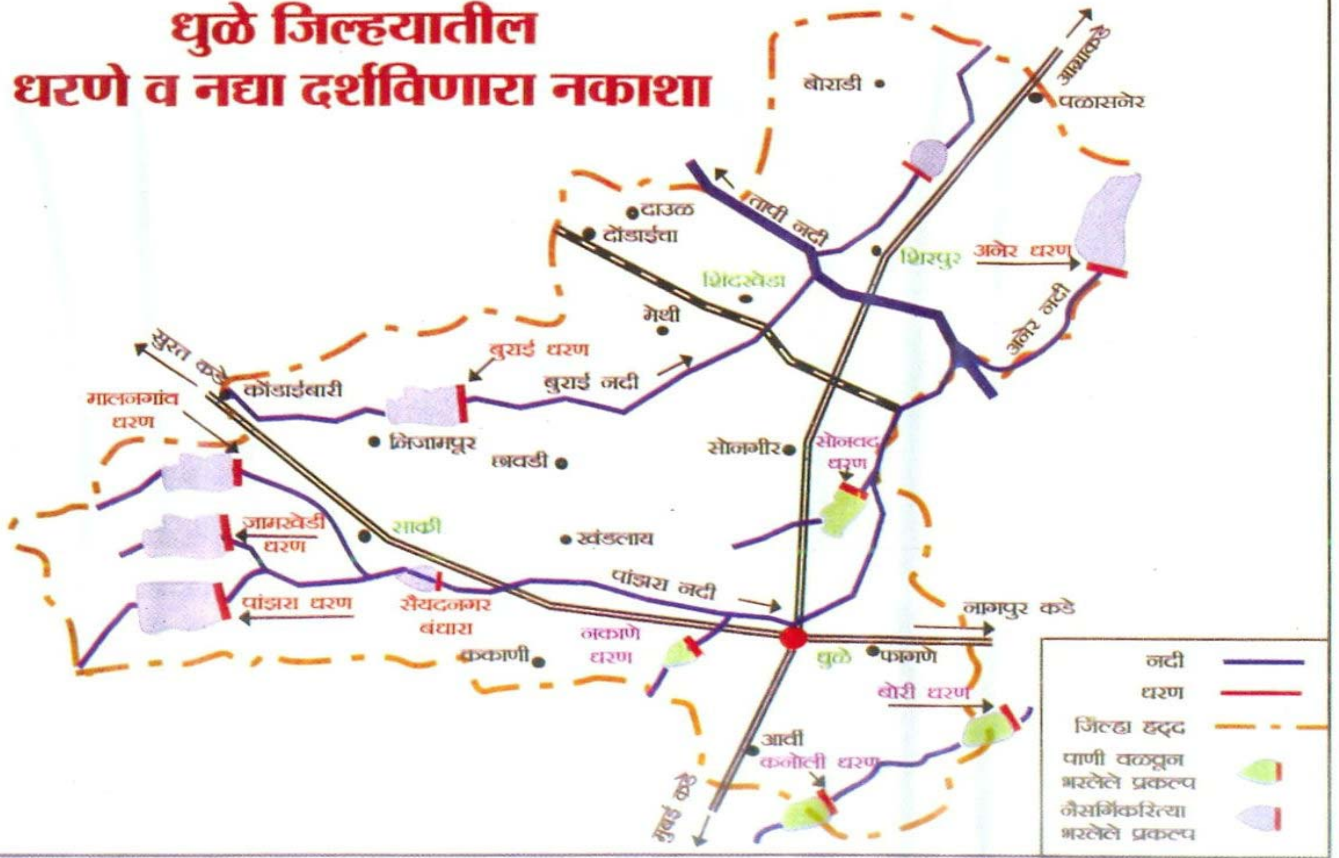 धुळे जिल्हयातील
धरणे व नद्या दर्शविणारा नकाशा
आग्राकडे
बोराडी
पळासनेर
दाउळ
दोंडाईचा
तापी नदी
शिरपुर
अनेर धरण
शिंदखेडा
मेथी
अनेर नदी
सुरत कडे
बुराई धरण
कोंडाईबारी
बुराई नदी
मालनगांव
धरण
निजामपूर
छावडी
सोनगीर
सोनवद
धरण
जामखेडी
धरण
साक्री
खंडलाय
पांझरा नदी
पांझरा धरण
सैयदनगर
बंधारा
नकाणे
धरण
नागपुर कडे
ककाणी
धुळे
फागणे
बोरी धरण
आर्वी
कनोली धरण
मुंबई कडे
नदी
धरण
जिल्हा हद्द
पाणी वळवून
भरलेले प्रकल्प
नैसर्गिकरित्या
भरलेले प्रकल्प